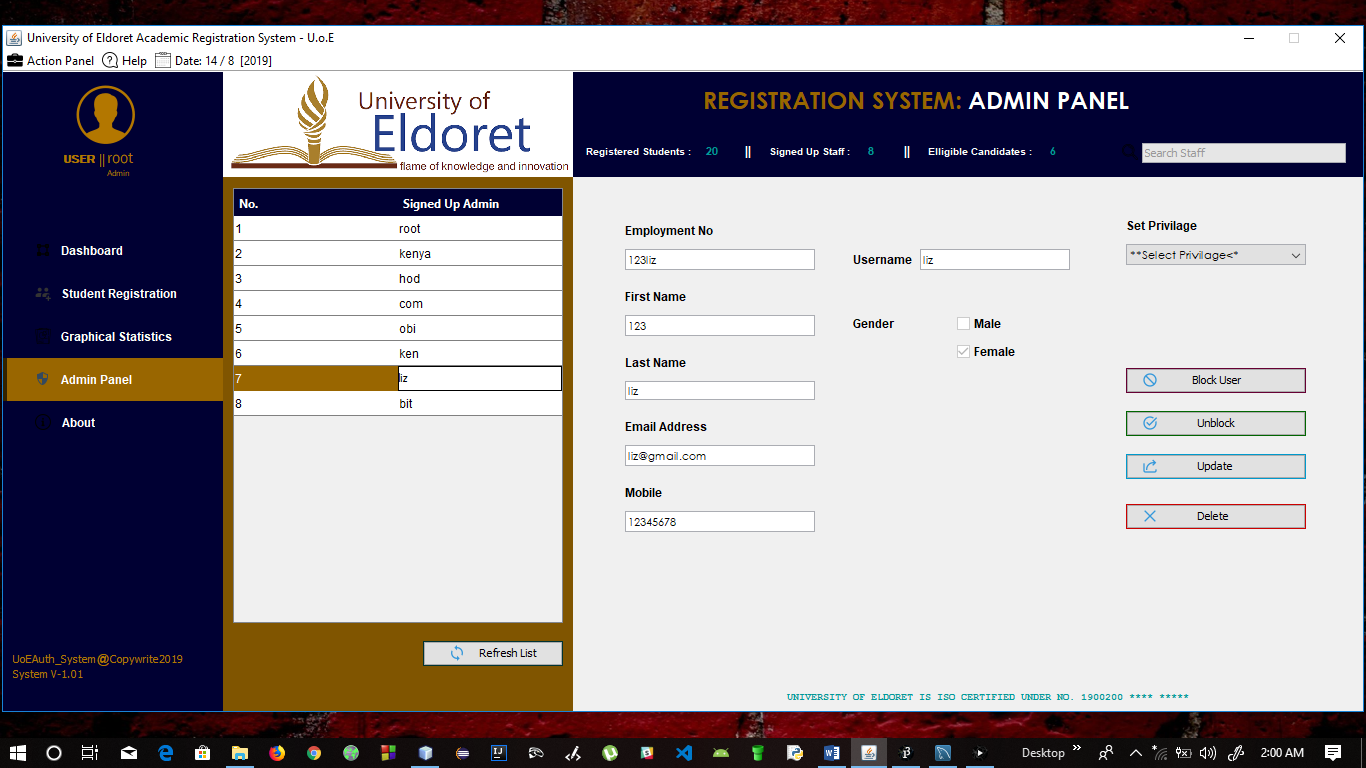 University of Eldoret Academic Registration System - U.o.E
Action Panel Help Date: 14 / 8 [2019]
USER || root
Admin
Dashboard
Student Registration
Graphical Statistics
Admin Panel
About
UoEAuth_System@Copywrite2019
System V-1.01
University of
Eldoret
flame of knowledge and innovation
No. Signed Up Admin
1 root
2 kenya
3 hod
4 com
5 obi
6 ken
7 liz
8 bit
Refresh List
REGISTRATION SYSTEM: ADMIN PANEL
Registered Students : 20 || Signed Up Staff : 8 || Elligible Candidates : 6
Search Staff
Employment No
123liz
First Name
123
Last Name
liz
Email Address
liz@gmail.com
Mobile
12345678
Username liz
Gender
Male
Female
Set Privilage
**Select Privilage<*
Block User
Unblock
Update
Delete
UNIVERSITY OF ELDORET IS ISO CERTIFIED UNDER NO. 1900200 **** *****
Desktop
2:00 AM